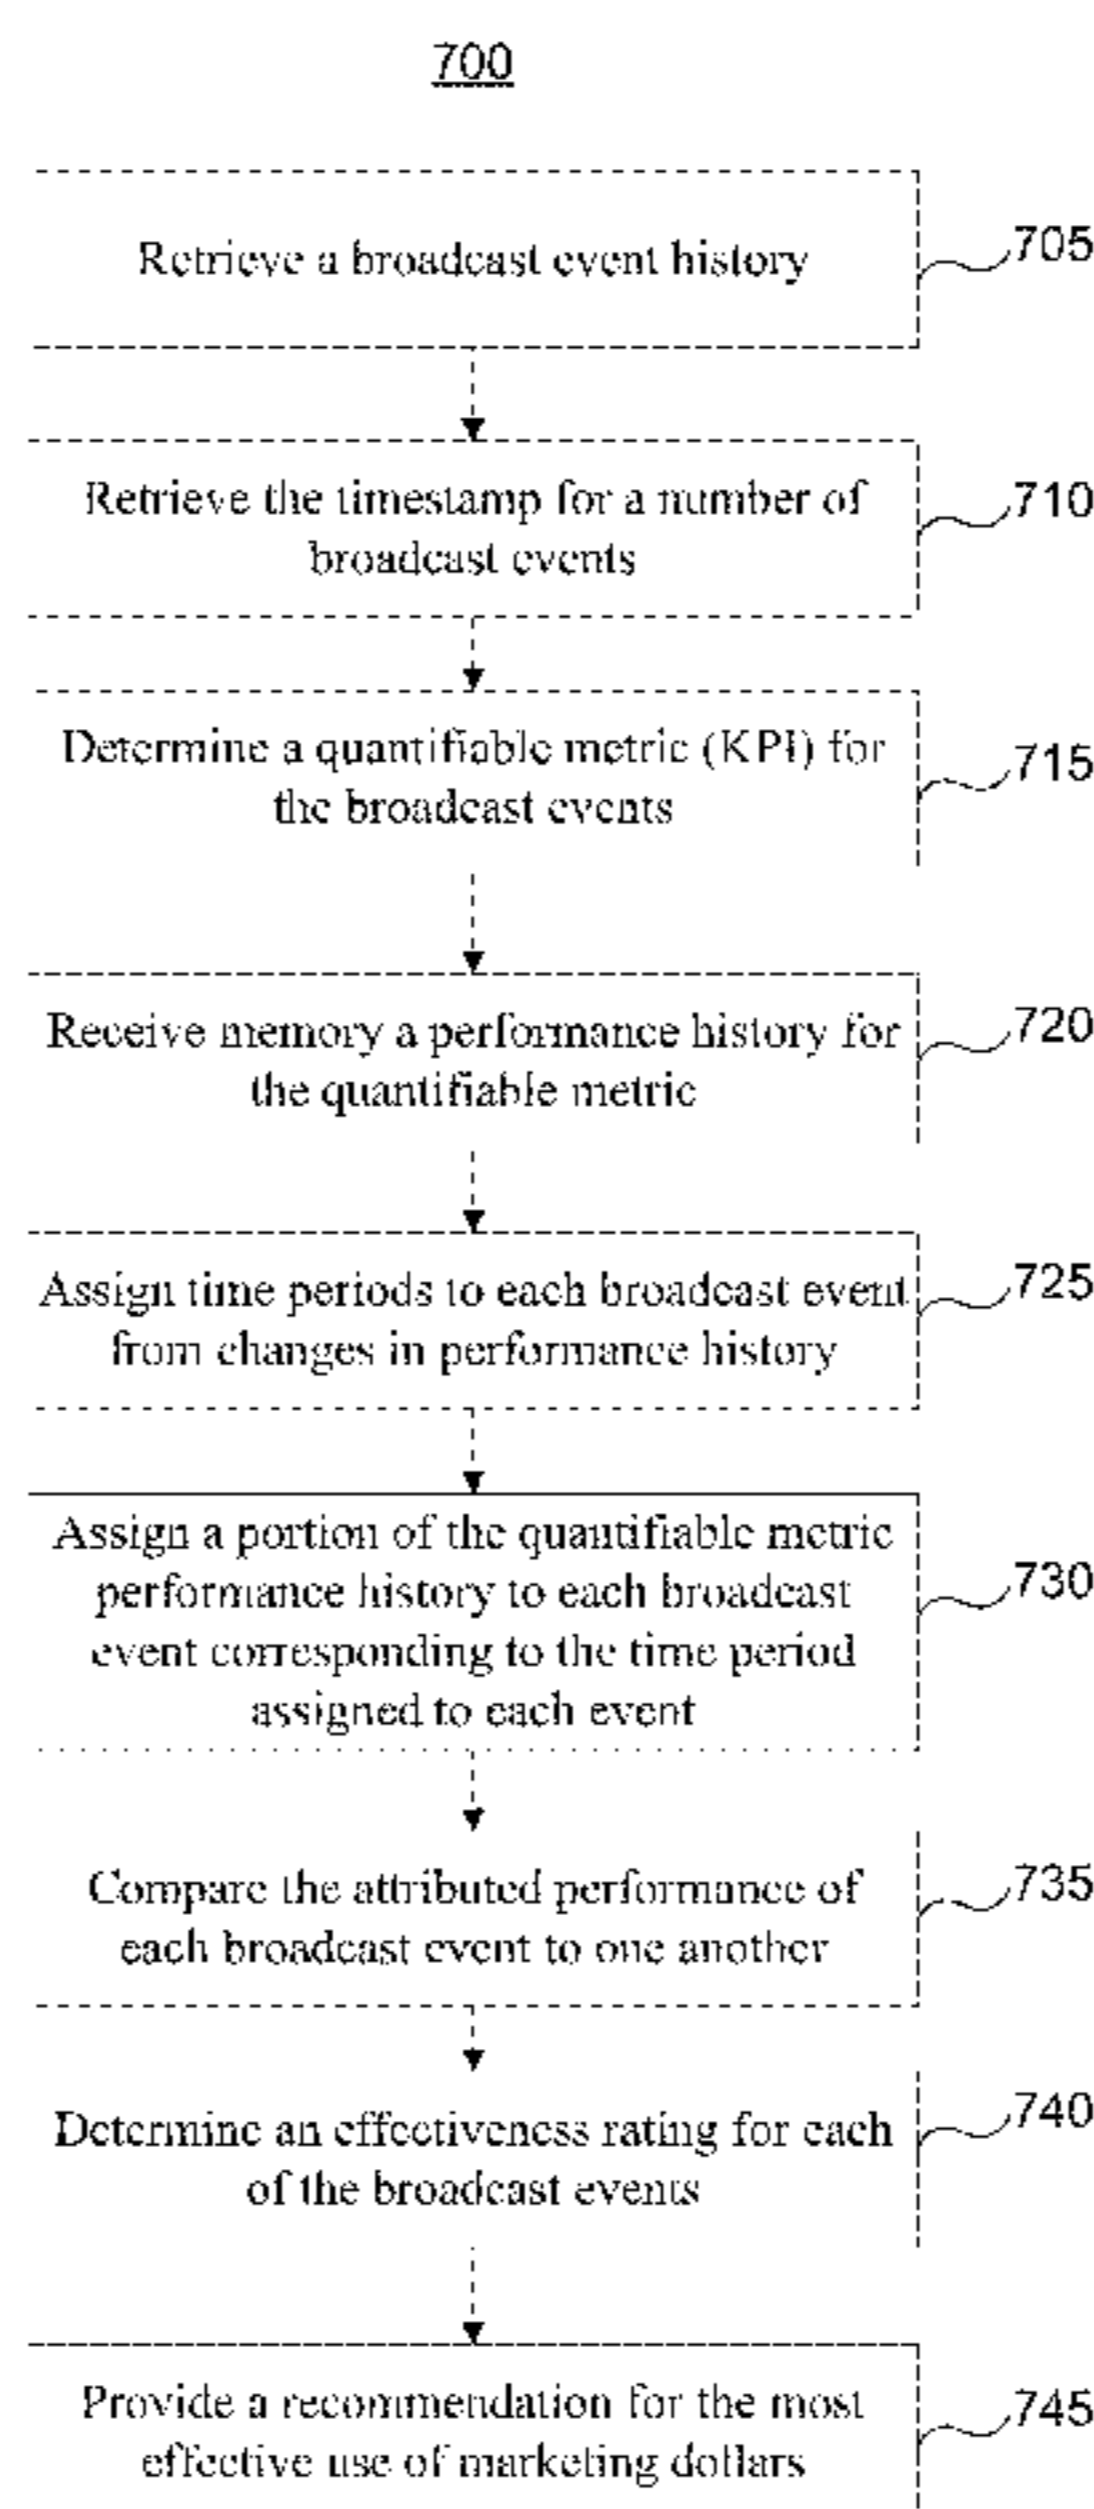 700
Retrieve a broadcast event history
705
Retrieve the timestamp for a number of
broadcast events
710
Determine a quantifiable metric (KPI) for
the broadcast events
715
Receive memory a performance history for
the quantifiable metric
720
Assign time periods to each broadcast event
from changes in performance history
725
Assign a portion of the quantifiable metric
performance history to each broadcast
event corresponding to the time period
assigned to each event
730
Compare the attributed performance of
each broadcast event to one another
735
Determine an effectiveness rating for each
of the broadcast events
740
Provide a recommendation for the most
effective use of marketing dollars
745